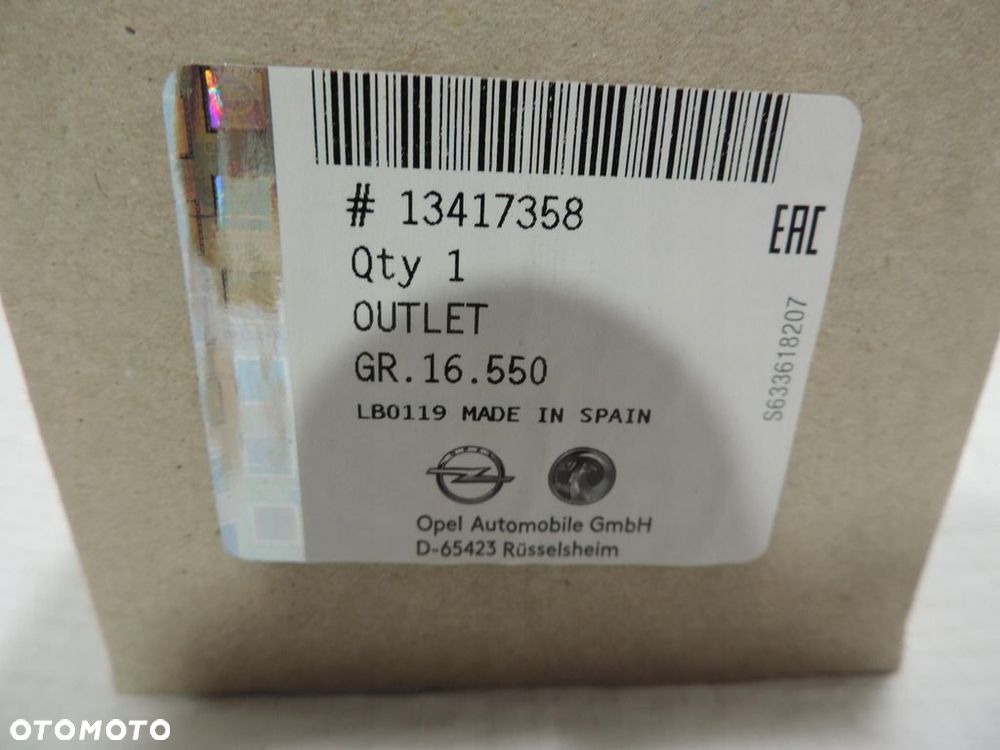 # 13417358
Qty 1
OUTLET
GR.16.550
LB0119 MADE IN SPAIN
OPEL
Opel Automobile GmbH
D-65423 Rüsselsheim
EAC
S633618207
OTOMOTO